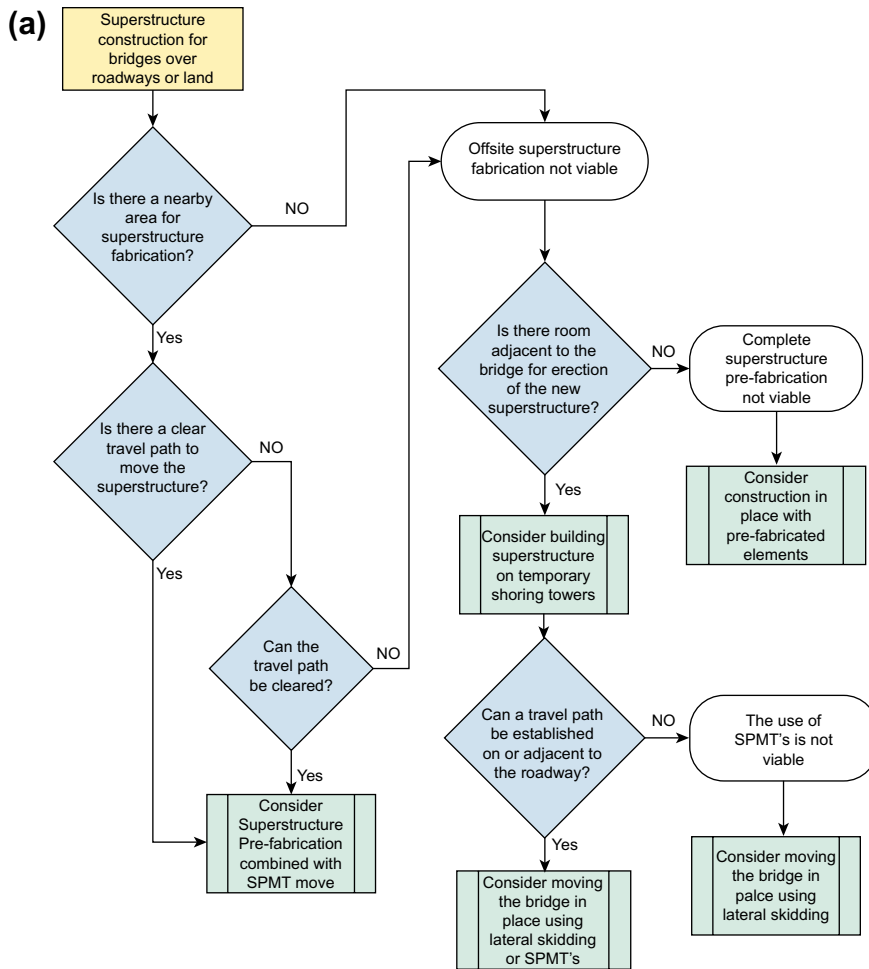 (a)
Superstructure
construction for
bridges over
roadways or land
Is there a nearby
area for
superstructure
fabrication?
NO
Yes
Offsite superstructure
fabrication not viable
Is there a clear
travel path to
move the
superstructure?
NO
Yes
Is there room
adjacent to the
bridge for erection
of the new
superstructure?
NO
Yes
Complete
superstructure
pre-fabrication
not viable
Consider
construction in
place with
pre-fabricated
elements
Consider building
superstructure
on temporary
shoring towers
Can the
travel path
be cleared?
NO
Yes
Can a travel path
be established
on or adjacent to
the roadway?
NO
Yes
The use of
SPMT's is not
viable
Consider
Superstructure
Pre-fabrication
combined with
SPMT move
Consider moving
the bridge in
place using
lateral skidding
or SPMT's
Consider moving
the bridge in
palce using
lateral skidding